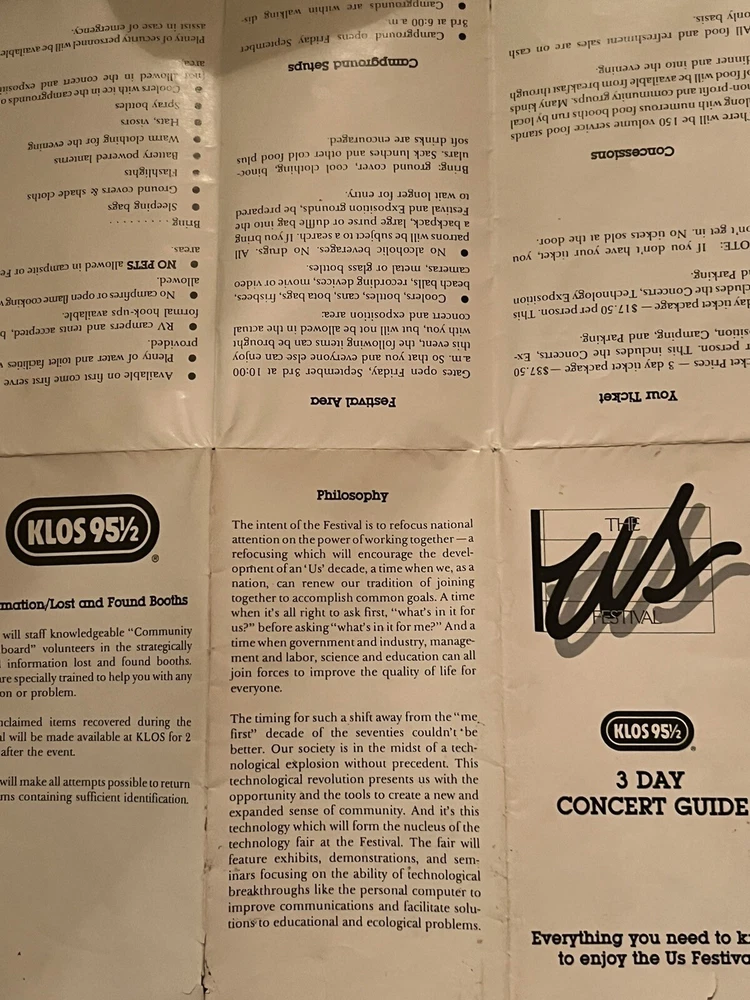 KLOS 95½
®
mation/Lost and Found Booths
will staff knowledgeable "Community
board" volunteers in the strategically
information lost and found booths.
re specially trained to help you with any
on or problem.
nclaimed items recovered during the
l will be made available at KLOS for 2
after the event.
will make all attempts possible to return
ms containing sufficient identification.
Philosophy
The intent of the Festival is to refocus national
attention on the power of working together — a
refocusing which will encourage the devel-
opment of an 'Us' decade, a time when we, as a
nation, can renew our tradition of joining
together to accomplish common goals. A time
when it's all right to ask first, "what's in it for
us?" before asking "what's in it for me?" And a
time when government and industry, manage-
ment and labor, science and education can all
join forces to improve the quality of life for
everyone.
The timing for such a shift away from the "me
first" decade of the seventies couldn't be
better. Our society is in the midst of a tech-
nological explosion without precedent. This
technological revolution presents us with the
opportunity and the tools to create a new and
expanded sense of community. And it's this
technology which will form the nucleus of the
technology fair at the Festival. The fair will
feature exhibits, demonstrations, and sem-
inars focusing on the ability of technological
breakthroughs like the personal computer to
improve communications and facilitate solu-
tions to educational and ecological problems.
THE
us
FESTIVAL
KLOS 95½
®
3 DAY
CONCERT GUIDE
Everything you need to k
to enjoy the Us Festiva
Your Ticket
ket Prices — 3 day ticket package — $37.50
r person. This includes the Concerts, Ex-
osition, Camping, and Parking.
day ticket package — $17.50 per person. This
cludes the Concerts, Technology Exposition
d Parking.
OTE: If you don't have your ticket, you
on't get in. No tickets sold at the door.
Concessions
here will be 150 volume service food stands
long with numerous food booths run by local
on-profit and community groups. Many kinds
f food will be available from breakfast through
dinner and into the evening.
All food and refreshment sales are on cash
only basis.
Festival Area
Gates open Friday, September 3rd at 10:00
a.m. So that you and everyone else can enjoy
this event, the following items can be brought
with you, but will not be allowed in the actual
concert and exposition area:
● Coolers, bottles, cans, bota bags, frisbees,
beach balls, recording devices, movie or video
cameras, metal or glass bottles.
● No alcoholic beverages. No drugs. All
patrons will be subject to a search. If you bring
a backpack, large purse or duffle bag into the
Festival and Exposition grounds, be prepared
to wait longer for entry.
Bring: ground cover, cool clothing, binoc-
ulars. Sack lunches and other cold food plus
soft drinks are encouraged.
Campground Setups
● Campground opens Friday September
3rd at 6:00 a.m.
● Campgrounds are within walking dis-
● Available on first come first serve
● Plenty of water and toilet facilities
provided.
● RV campers and tents accepted, b
formal hook-ups available.
● No campfires or open flame cooking
allowed.
● NO PETS allowed in campsite or Fe
areas.
Bring . . . . . . . .
● Sleeping bags
● Ground covers & shade cloths
● Flashlights
● Battery powered lanterns
● Warm clothing for the evening
● Hats, visors
● Spray bottles
● Coolers with ice in the campgrounds o
not allowed in the concert and exposit
area
Plenty of security personnel will be available
assist in case of emergency.